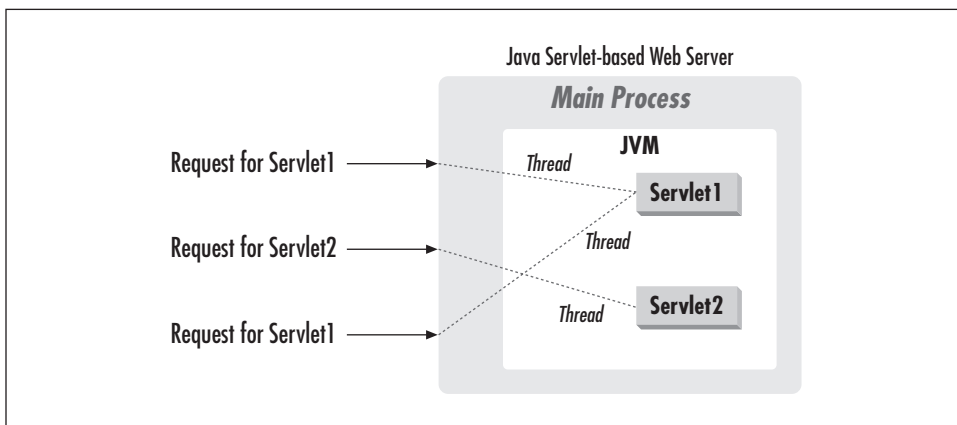 Java Servlet-based Web Server
Main Process
JVM
Request for Servlet1
Thread
Servlet1
Request for Servlet2
Thread
Thread
Servlet2
Request for Servlet1